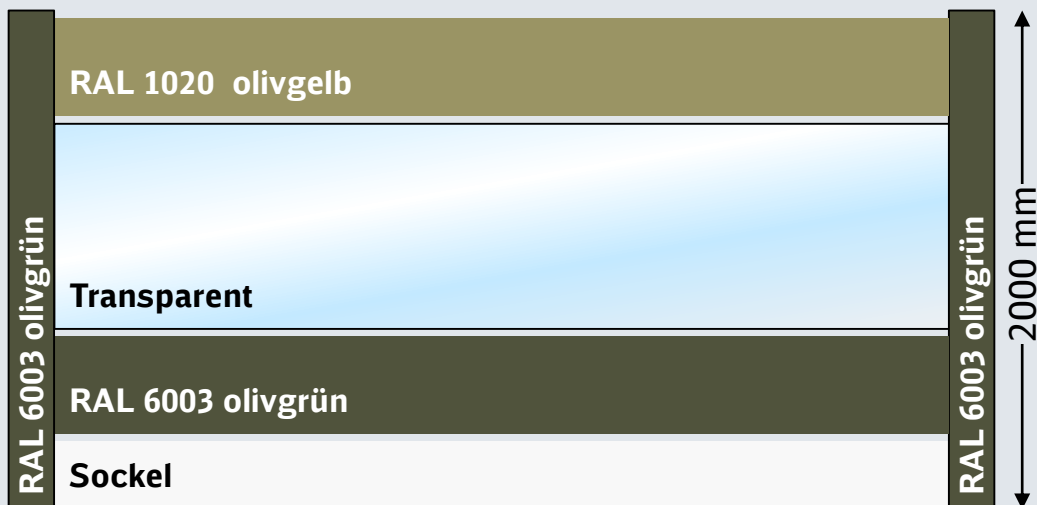 RAL 1020 olivgelb
Transparent
RAL 6003 olivgrün
Sockel
RAL 6003 olivgrün
RAL 6003 olivgrün
2000 mm